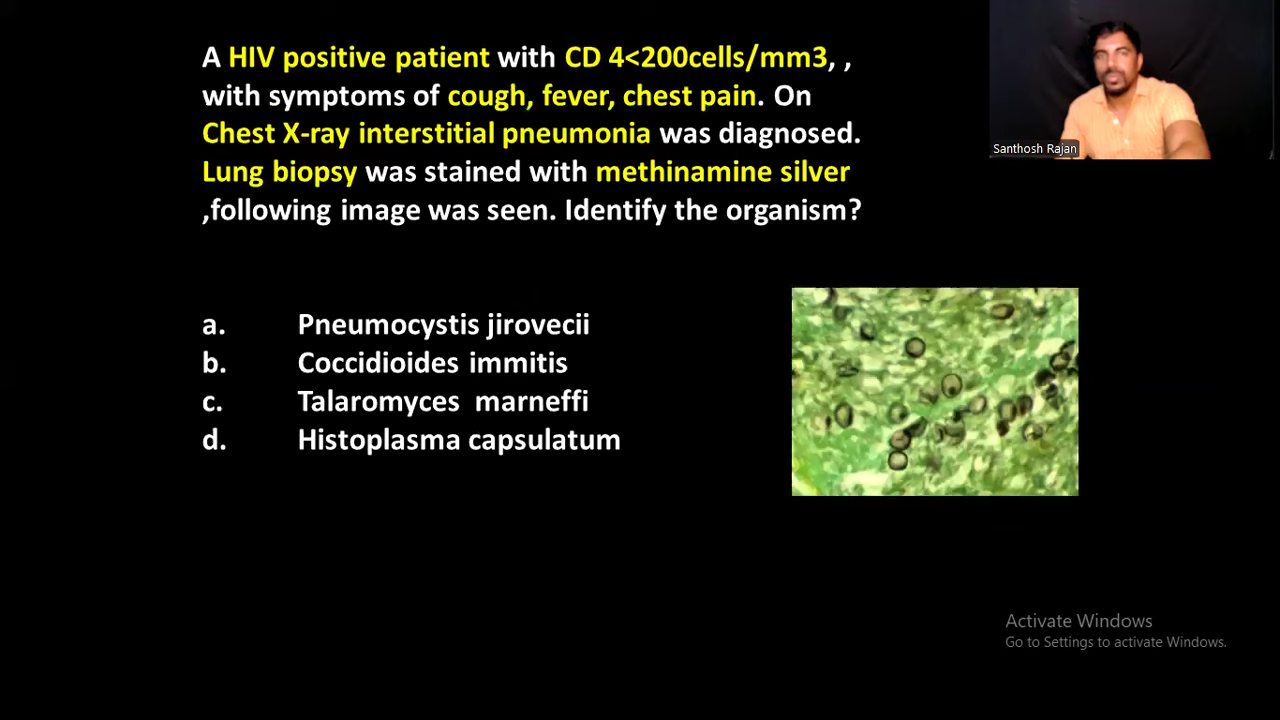 A HIV positive patient with CD 4<200cells/mm3, ,
with symptoms of cough, fever, chest pain. On
Chest X-ray interstitial pneumonia was diagnosed.
Lung biopsy was stained with methinamine silver
,following image was seen. Identify the organism?
Santhosh Rajan
a. Pneumocystis jirovecii
b. Coccidioides immitis
c. Talaromyces marneffi
d. Histoplasma capsulatum
Activate Windows
Go to Settings to activate Windows.